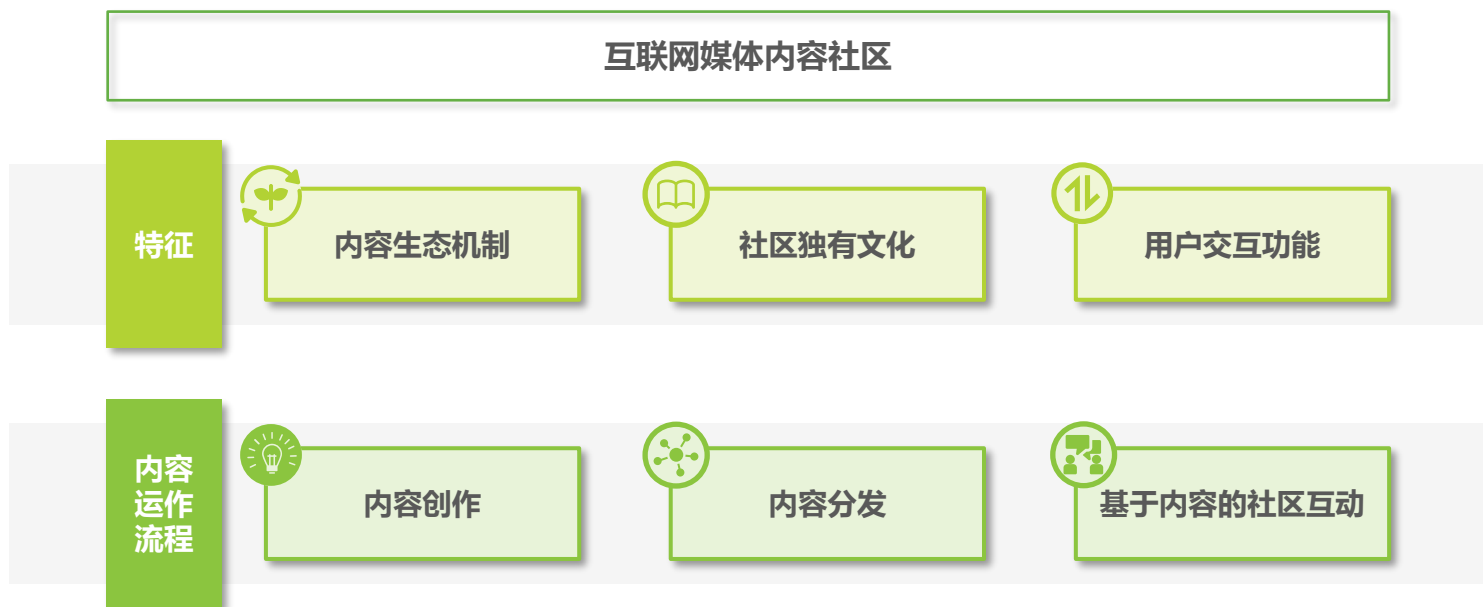 互联网媒体内容社区
特征
内容生态机制
社区独有文化
用户交互功能
内容
运作
流程
内容创作
内容分发
基于内容的社区互动